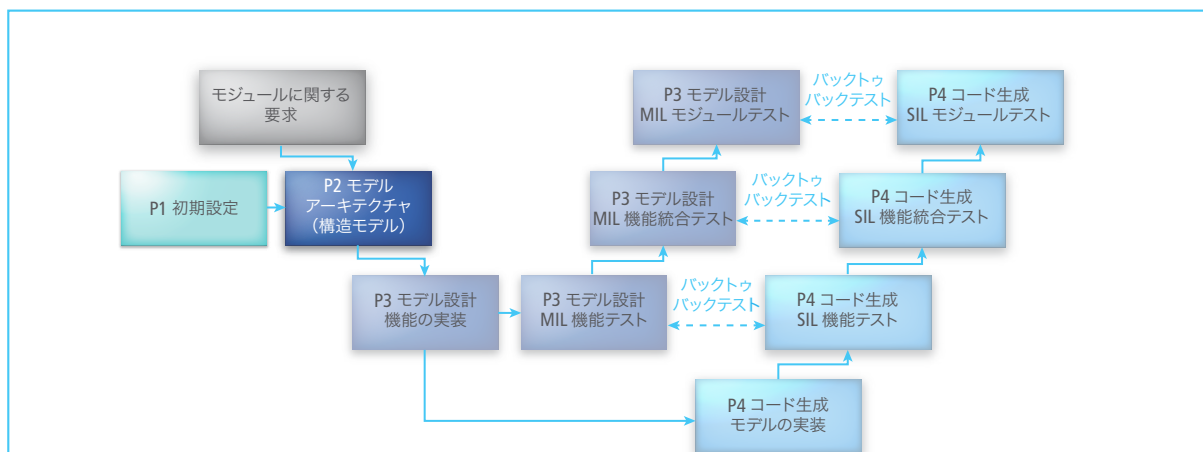 モジュールに関する
要求
P1 初期設定
P2 モデル
アーキテクチャ
（構造モデル）
P3 モデル設計
機能の実装
P3 モデル設計
MIL 機能テスト
P3 モデル設計
MIL 機能統合テスト
P3 モデル設計
MIL モジュールテスト
バックトゥ
バックテスト
P4 コード生成
SIL モジュールテスト
バックトゥ
バックテスト
P4 コード生成
SIL 機能統合テスト
バックトゥ
バックテスト
P4 コード生成
SIL 機能テスト
P4 コード生成
モデルの実装